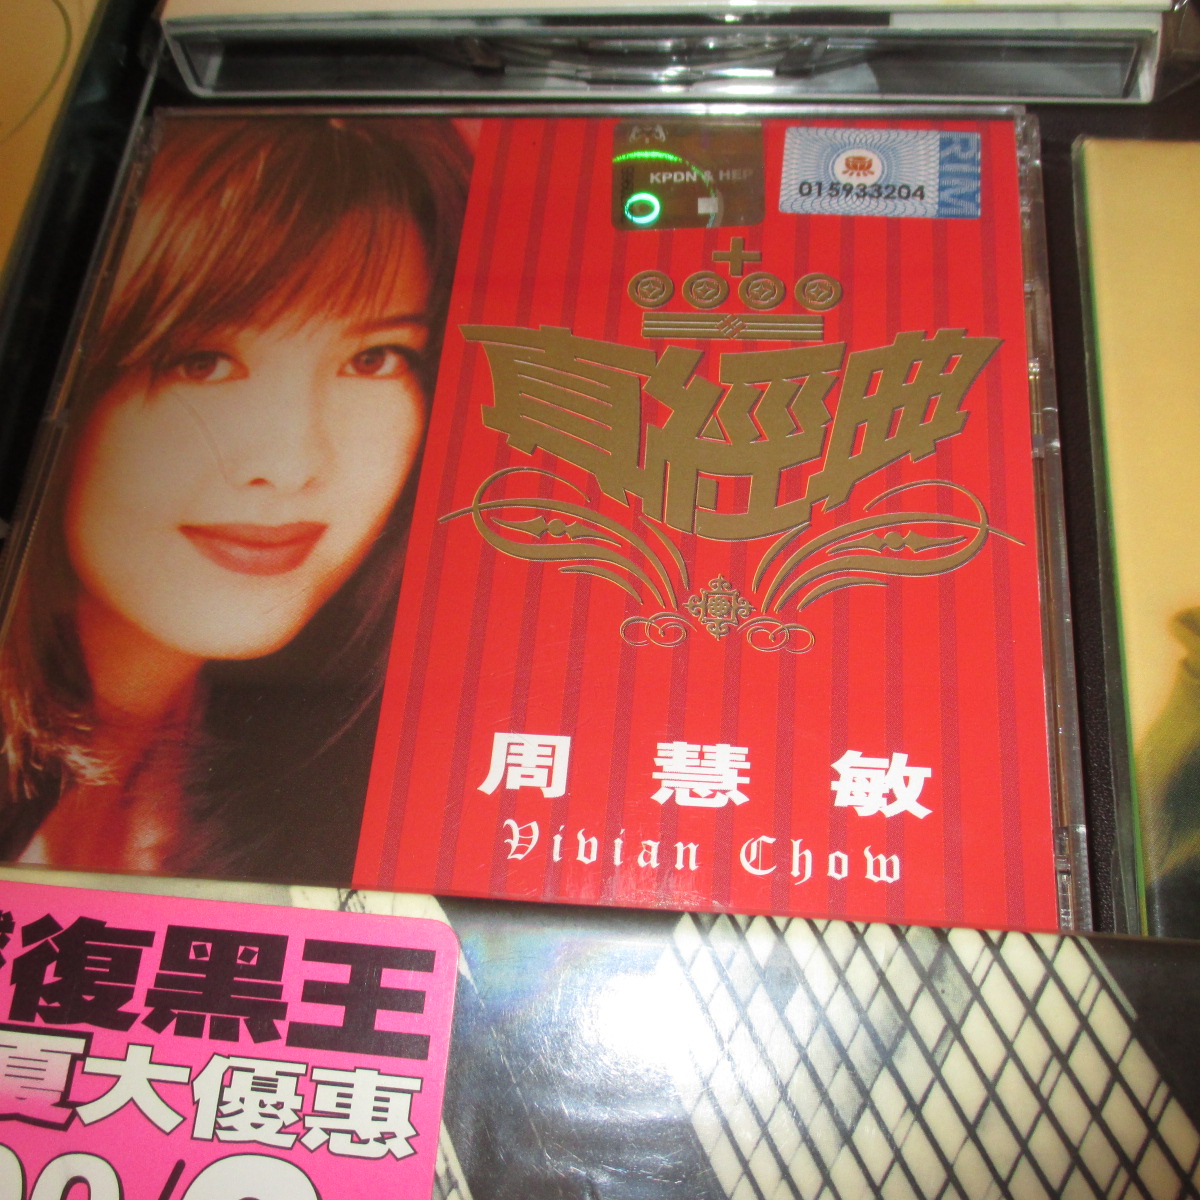 KPDN & HEP
RIM
015933204
真經典
周慧敏
Vivian Chow
復黑王
夏大優惠